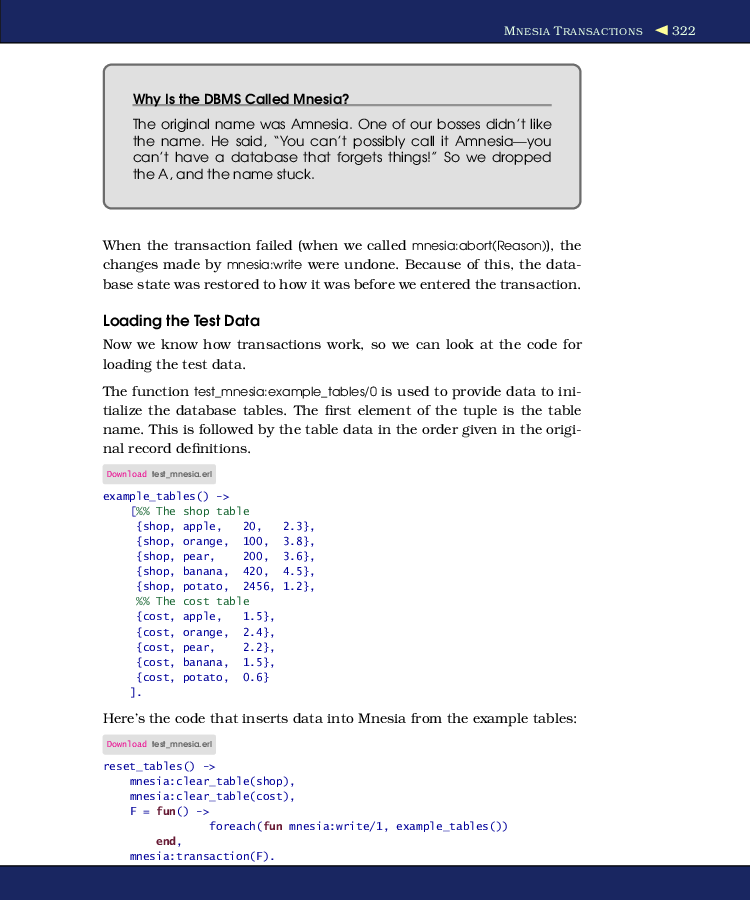 MNESIA TRANSACTIONS ◀ 322
Why Is the DBMS Called Mnesia?
The original name was Amnesia. One of our bosses didn't like
the name. He said, “You can't possibly call it Amnesia—you
can't have a database that forgets things!” So we dropped
the A, and the name stuck.
When the transaction failed (when we called mnesia:abort(Reason)), the
changes made by mnesia:write were undone. Because of this, the data-
base state was restored to how it was before we entered the transaction.
Loading the Test Data
Now we know how transactions work, so we can look at the code for
loading the test data.
The function test_mnesia:example_tables/0 is used to provide data to ini-
tialize the database tables. The first element of the tuple is the table
name. This is followed by the table data in the order given in the origi-
nal record definitions.
Download test_mnesia.erl
example_tables() ->
    [%% The shop table
     {shop, apple,   20,   2.3},
     {shop, orange,  100,  3.8},
     {shop, pear,    200,  3.6},
     {shop, banana,  420,  4.5},
     {shop, potato,  2456, 1.2},
     %% The cost table
     {cost, apple,   1.5},
     {cost, orange,  2.4},
     {cost, pear,    2.2},
     {cost, banana,  1.5},
     {cost, potato,  0.6}
    ].
Here's the code that inserts data into Mnesia from the example tables:
Download test_mnesia.erl
reset_tables() ->
    mnesia:clear_table(shop),
    mnesia:clear_table(cost),
    F = fun() ->
                foreach(fun mnesia:write/1, example_tables())
        end,
    mnesia:transaction(F).